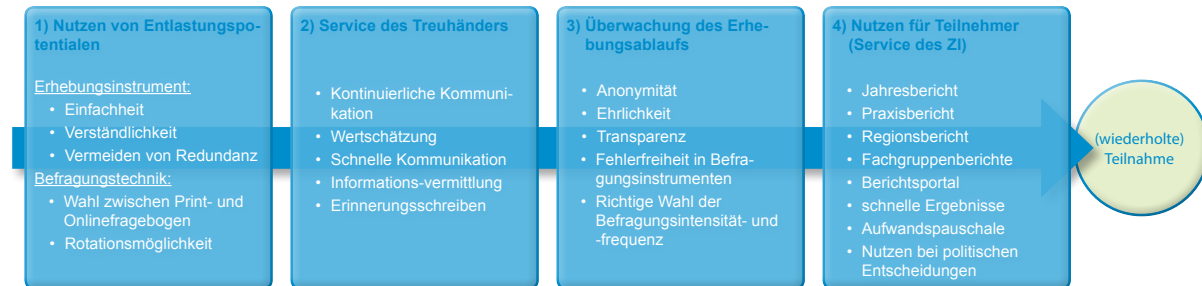 1) Nutzen von Entlastungspo-
tentialen
Erhebungsinstrument:
• Einfachheit
• Verständlichkeit
• Vermeiden von Redundanz
Befragungstechnik:
• Wahl zwischen Print- und
Onlinefragebogen
• Rotationsmöglichkeit
2) Service des Treuhänders
• Kontinuierliche Kommuni-
kation
• Wertschätzung
• Schnelle Kommunikation
• Informations-vermittlung
• Erinnerungsschreiben
3) Überwachung des Erhe-
bungsablaufs
• Anonymität
• Ehrlichkeit
• Transparenz
• Fehlerfreiheit in Befra-
gungsinstrumenten
• Richtige Wahl der
Befragungsintensität- und
-frequenz
4) Nutzen für Teilnehmer
(Service des ZI)
• Jahresbericht
• Praxisbericht
• Regionsbericht
• Fachgruppenberichte
• Berichtsportal
• schnelle Ergebnisse
• Aufwandspauschale
• Nutzen bei politischen
Entscheidungen
(wiederholte)
Teilnahme